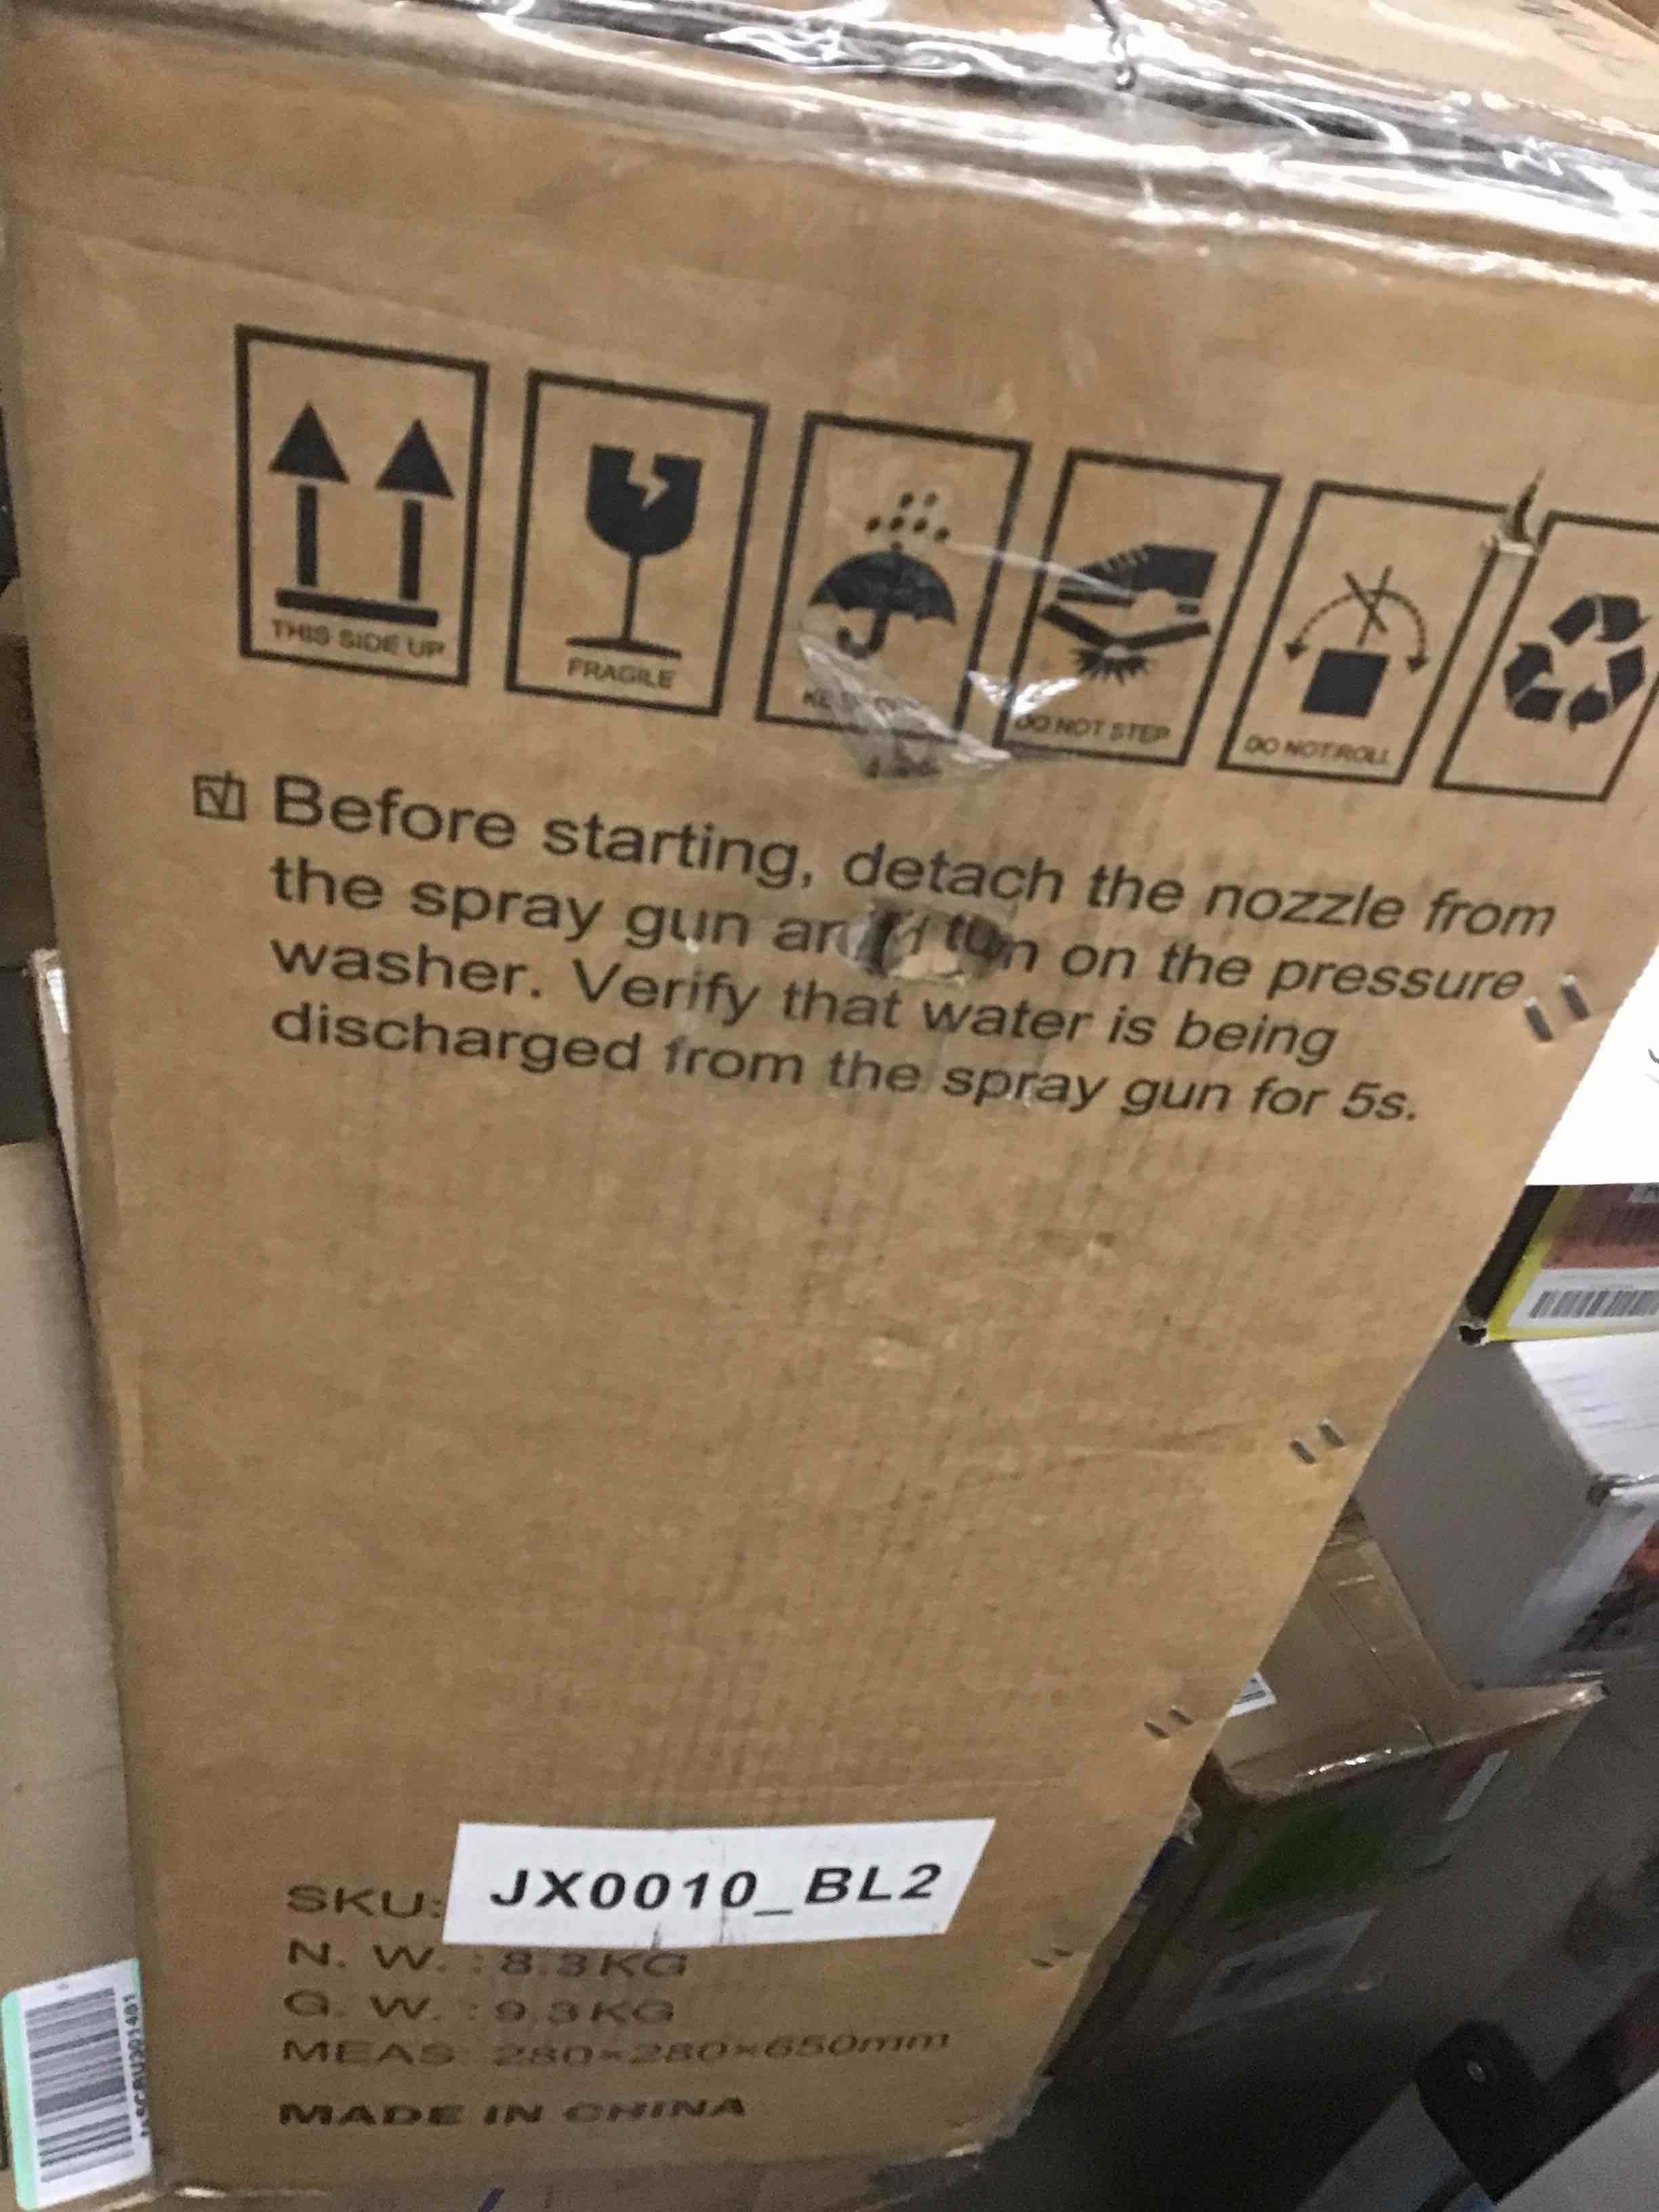 THIS SIDE UP
FRAGILE
DO NOT STEP
DO NOT ROLL
Before starting, detach the nozzle from
the spray gun and turn on the pressure
washer. Verify that water is being
discharged from the spray gun for 5s.
SKU: JX0010_BL2
N. W. : 8.3KG
G. W. : 9.3KG
MEAS: 280×280×650mm
MADE IN CHINA